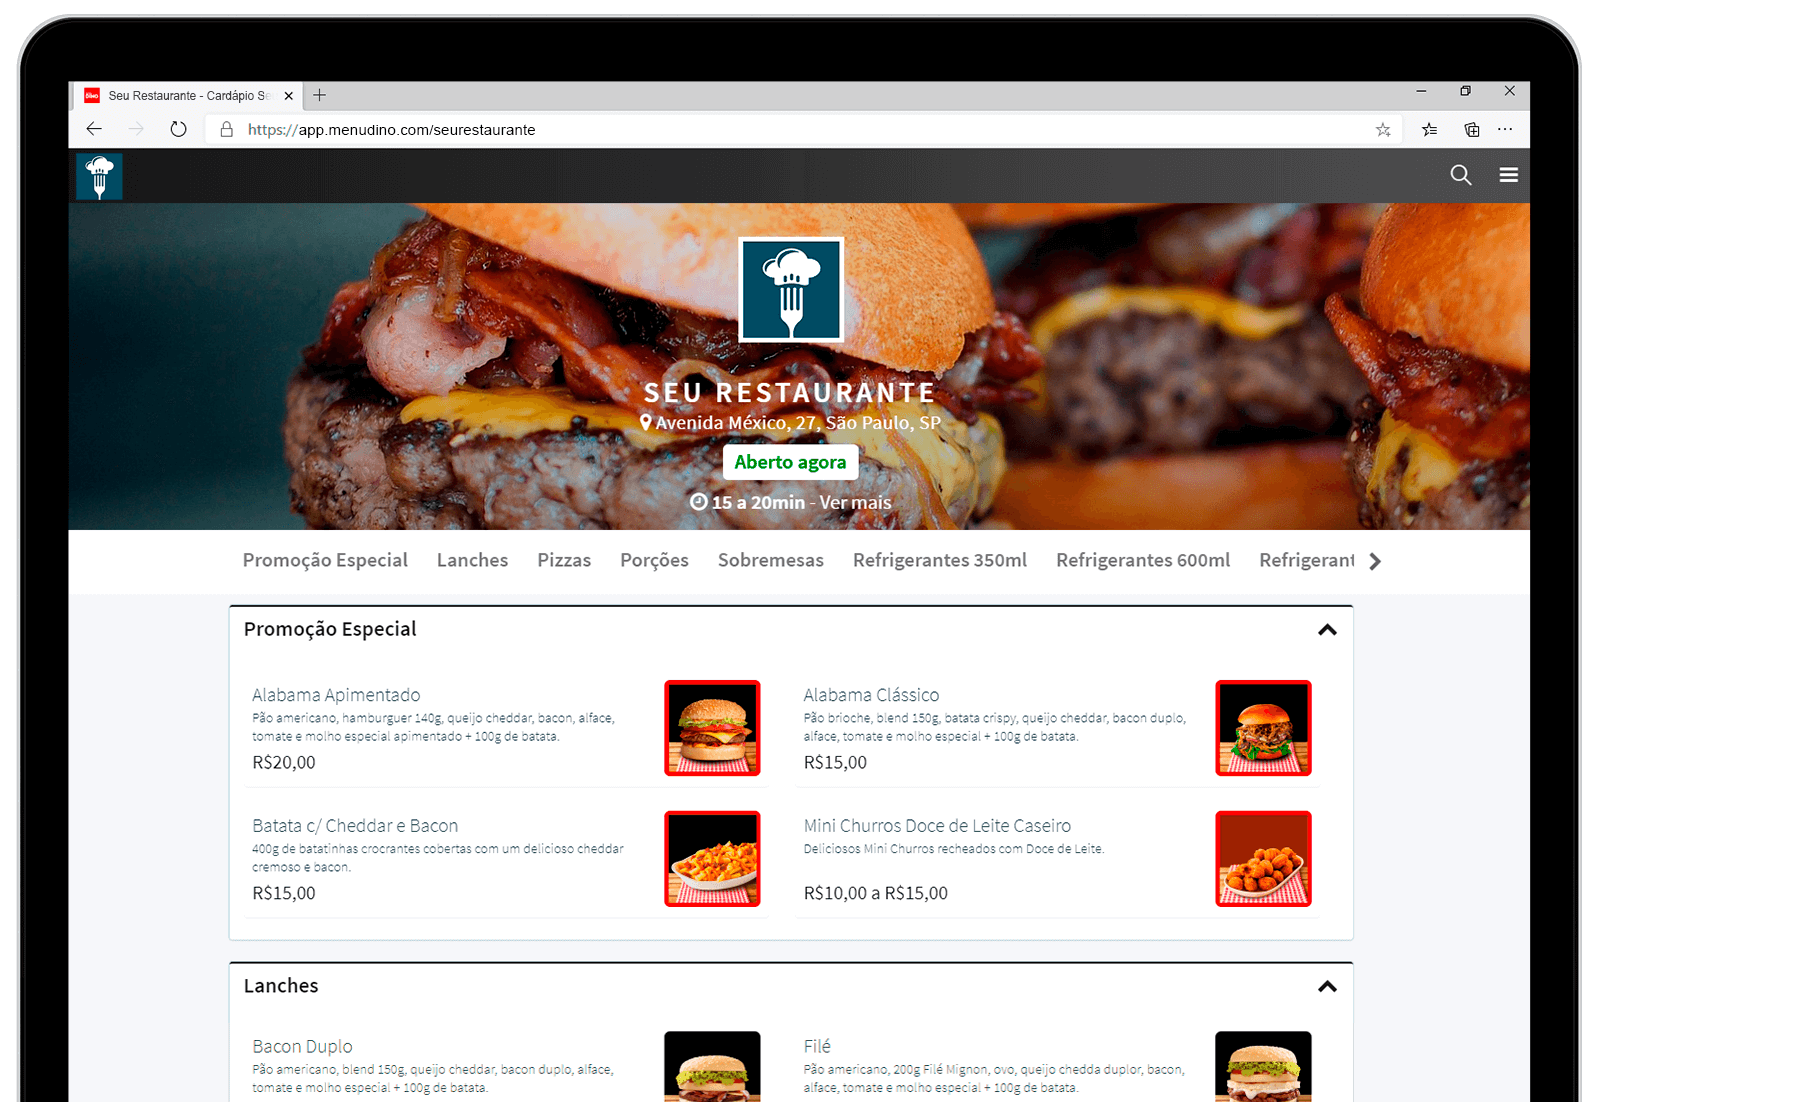 Seu Restaurante - Cardápio Se
https://app.menudino.com/seurestaurante
SEU RESTAURANTE
Avenida México, 27, São Paulo, SP
Aberto agora
15 a 20min - Ver mais
Promoção Especial Lanches Pizzas Porções Sobremesas Refrigerantes 350ml Refrigerantes 600ml Refrigerant
Promoção Especial
Alabama Apimentado
Pão americano, hamburguer 140g, queijo cheddar, bacon, alface,
tomate e molho especial apimentado + 100g de batata.
R$20,00
Alabama Clássico
Pão brioche, blend 150g, batata crispy, queijo cheddar, bacon duplo,
alface, tomate e molho especial + 100g de batata.
R$15,00
Batata c/ Cheddar e Bacon
400g de batatinhas crocrantes cobertas com um delicioso cheddar
cremoso e bacon.
R$15,00
Mini Churros Doce de Leite Caseiro
Deliciosos Mini Churros recheados com Doce de Leite.
R$10,00 a R$15,00
Lanches
Bacon Duplo
Pão americano, blend 150g, queijo cheddar, bacon duplo, alface,
tomate e molho especial + 100g de batata.
Filé
Pão americano, 200g Filé Mignon, ovo, queijo chedda duplor, bacon,
alface, tomate e molho especial + 100g de batata.